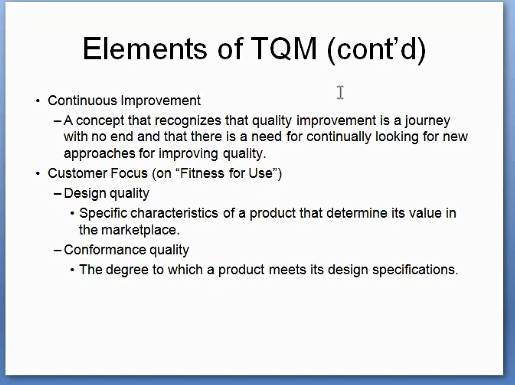 Elements of TQM (cont'd)
• Continuous Improvement
–A concept that recognizes that quality improvement is a journey
with no end and that there is a need for continually looking for new
approaches for improving quality.
• Customer Focus (on “Fitness for Use”)
–Design quality
• Specific characteristics of a product that determine its value in
the marketplace.
–Conformance quality
• The degree to which a product meets its design specifications.